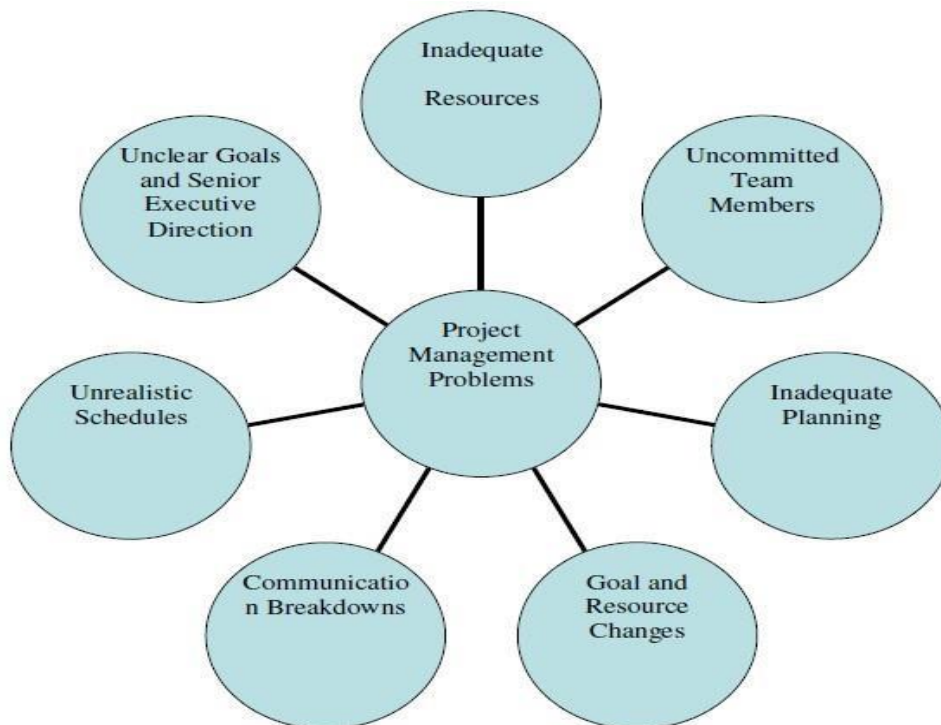 Inadequate
Resources
Unclear Goals
and Senior
Executive
Direction
Uncommitted
Team
Members
Project
Management
Problems
Unrealistic
Schedules
Inadequate
Planning
Communicatio
n Breakdowns
Goal and
Resource
Changes